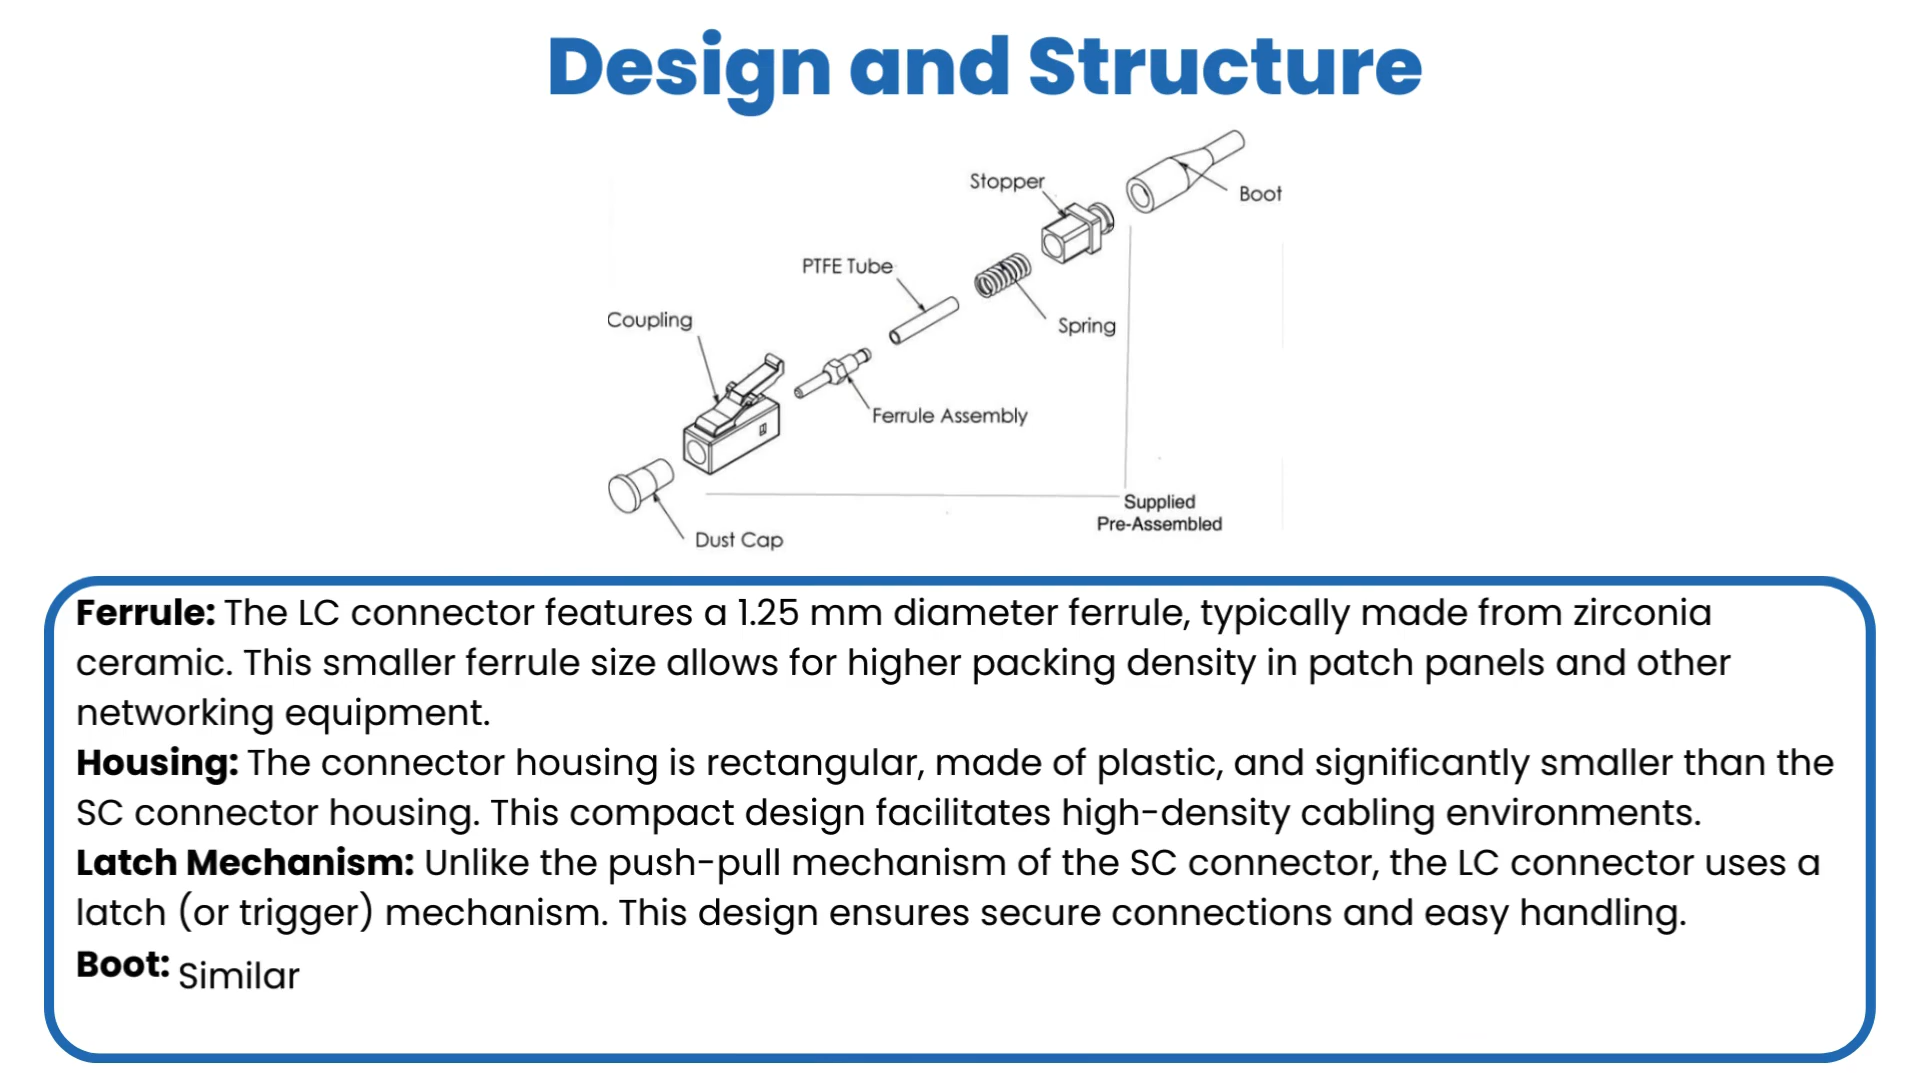 Design and Structure
Stopper
Boot
PTFE Tube
Coupling
Spring
Ferrule Assembly
Supplied
Pre-Assembled
Dust Cap
Ferrule: The LC connector features a 1.25 mm diameter ferrule, typically made from zirconia
ceramic. This smaller ferrule size allows for higher packing density in patch panels and other
networking equipment.
Housing: The connector housing is rectangular, made of plastic, and significantly smaller than the
SC connector housing. This compact design facilitates high-density cabling environments.
Latch Mechanism: Unlike the push-pull mechanism of the SC connector, the LC connector uses a
latch (or trigger) mechanism. This design ensures secure connections and easy handling.
Boot: Similar